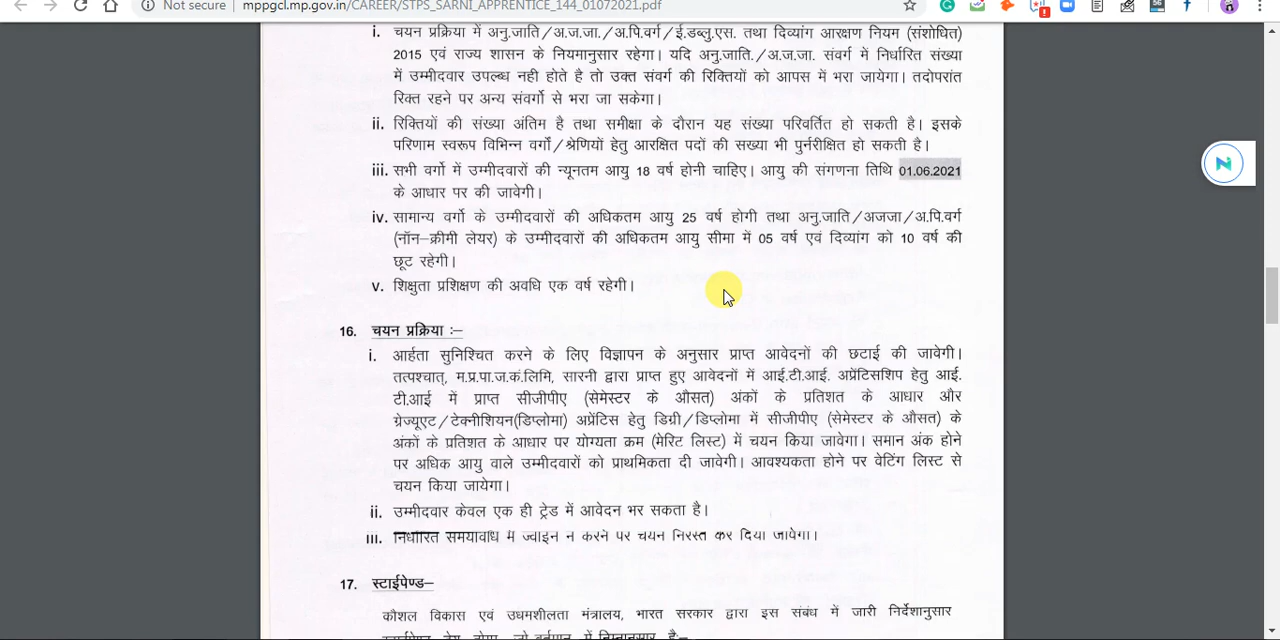 Not secure | mppgcl.mp.gov.in/CAREER/STPS_SARNI_APPRENTICE_144_01072021.pdf
i. चयन प्रक्रिया में अनु.जाति/अ.ज.जा./अ.पि.वर्ग/ई.डब्लु.एस. तथा दिव्यांग आरक्षण नियम (संशोधित)
2015 एवं राज्य शासन के नियमानुसार रहेगा। यदि अनु.जाति./अ.ज.जा. संवर्ग में निर्धारित संख्या
में उम्मीदवार उपल्ब्ध नही होते है तो उक्त संवर्ग की रिक्तियों को आपस में भरा जायेगा। तदोपरांत
रिक्त रहने पर अन्य संवर्गो से भरा जा सकेगा।
ii. रिक्तियों की संख्या अंतिम है तथा समीक्षा के दौरान यह संख्या परिवर्तित हो सकती है। इसके
परिणाम स्वरूप विभिन्न वर्गों/श्रेणियों हेतु आरक्षित पदों की सख्या भी पुर्नरीक्षित हो सकती है।
iii. सभी वर्गो में उम्मीदवारों की न्यूनतम आयु 18 वर्ष होनी चाहिए। आयु की संगणना तिथि 01.06.2021
के आधार पर की जावेगी।
iv. सामान्य वर्गो के उम्मीदवारों की अधिकतम आयु 25 वर्ष होगी तथा अनु.जाति/अजजा/अ.पि.वर्ग
(नॉन–क्रीमी लेयर) के उम्मीदवारों की अधिकतम आयु सीमा में 05 वर्ष एवं दिव्यांग को 10 वर्ष की
छूट रहेगी।
v. शिक्षुता प्रशिक्षण की अवधि एक वर्ष रहेगी।
16. चयन प्रक्रिया :–
i. आर्हता सुनिश्चित करने के लिए विज्ञापन के अनुसार प्राप्त आवेदनों की छटाई की जावेगी।
तत्पश्चात्, म.प्र.पा.ज.कं.लिमि, सारनी द्वारा प्राप्त हुए आवेदनों में आई.टी.आई. अप्रेंटिसशिप हेतु आई.
टी.आई में प्राप्त सीजीपीए (सेमेस्टर के औसत) अंकों के प्रतिशत के आधार और
ग्रेज्यूएट/टेक्नीशियन(डिप्लोमा) अप्रेंटिस हेतु डिग्री/डिप्लोमा में सीजीपीए (सेमेस्टर के औसत) के
अंकों के प्रतिशत के आधार पर योग्यता क्रम (मेरिट लिस्ट) में चयन किया जावेगा। समान अंक होने
पर अधिक आयु वाले उम्मीदवारों को प्राथमिकता दी जावेगी। आवश्यकता होने पर वेटिंग लिस्ट से
चयन किया जायेगा।
ii. उम्मीदवार केवल एक ही ट्रेड में आवेदन भर सकता है।
iii. निर्धारित समयावधि में ज्वाइन न करने पर चयन निरस्त कर दिया जावेगा।
17. स्टाईपेण्ड–
कौशल विकास एवं उधमशीलता मंत्रालय, भारत सरकार द्वारा इस संबंध में जारी निर्देशानुसार
स्टाईपेण्ड देय होगा, जो वर्तमान में निम्नानुसार है:–